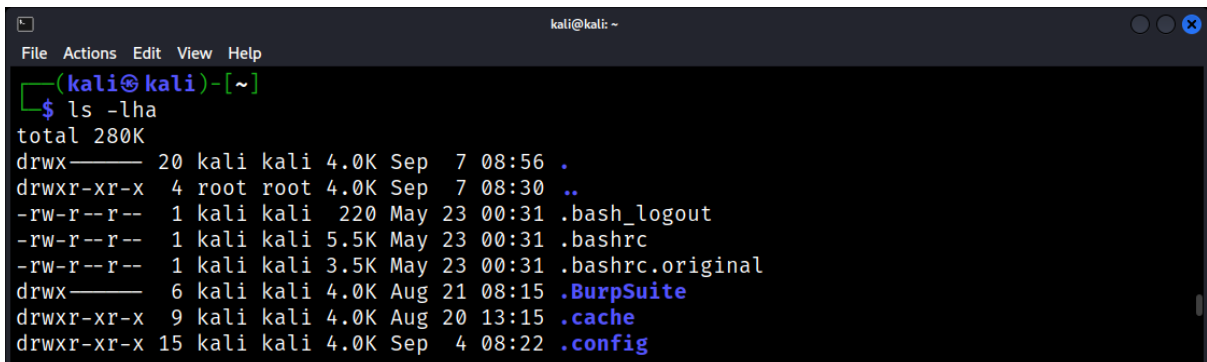 kali@kali: ~
File Actions Edit View Help
┌──(kali㉿kali)-[~]
└─$ ls -lha
total 280K
drwx------ 20 kali kali 4.0K Sep  7 08:56 .
drwxr-xr-x  4 root root 4.0K Sep  7 08:30 ..
-rw-r--r--  1 kali kali  220 May 23 00:31 .bash_logout
-rw-r--r--  1 kali kali 5.5K May 23 00:31 .bashrc
-rw-r--r--  1 kali kali 3.5K May 23 00:31 .bashrc.original
drwx------  6 kali kali 4.0K Aug 21 08:15 .BurpSuite
drwxr-xr-x  9 kali kali 4.0K Aug 20 13:15 .cache
drwxr-xr-x 15 kali kali 4.0K Sep  4 08:22 .config